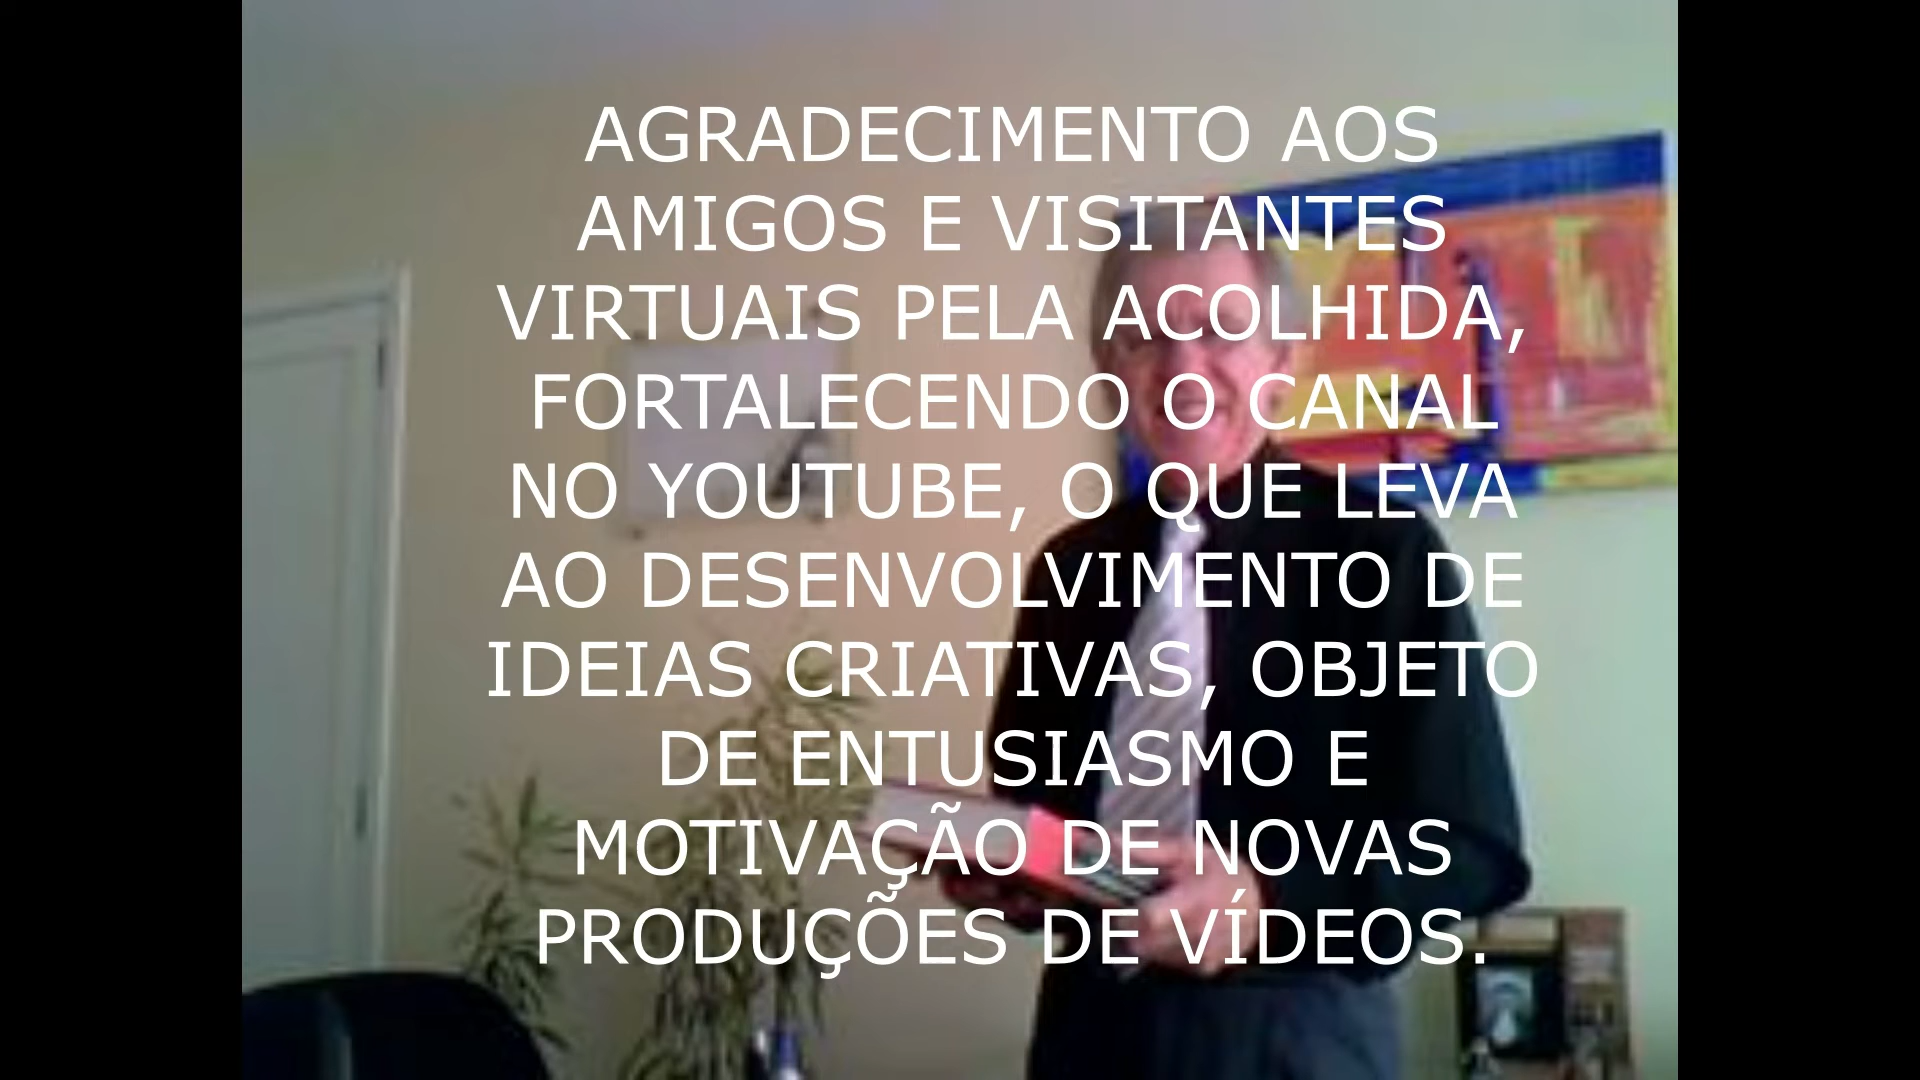 AGRADECIMENTO AOS
AMIGOS E VISITANTES
VIRTUAIS PELA ACOLHIDA,
FORTALECENDO O CANAL
NO YOUTUBE, O QUE LEVA
AO DESENVOLVIMENTO DE
IDEIAS CRIATIVAS, OBJETO
DE ENTUSIASMO E
MOTIVAÇÃO DE NOVAS
PRODUÇÕES DE VÍDEOS.